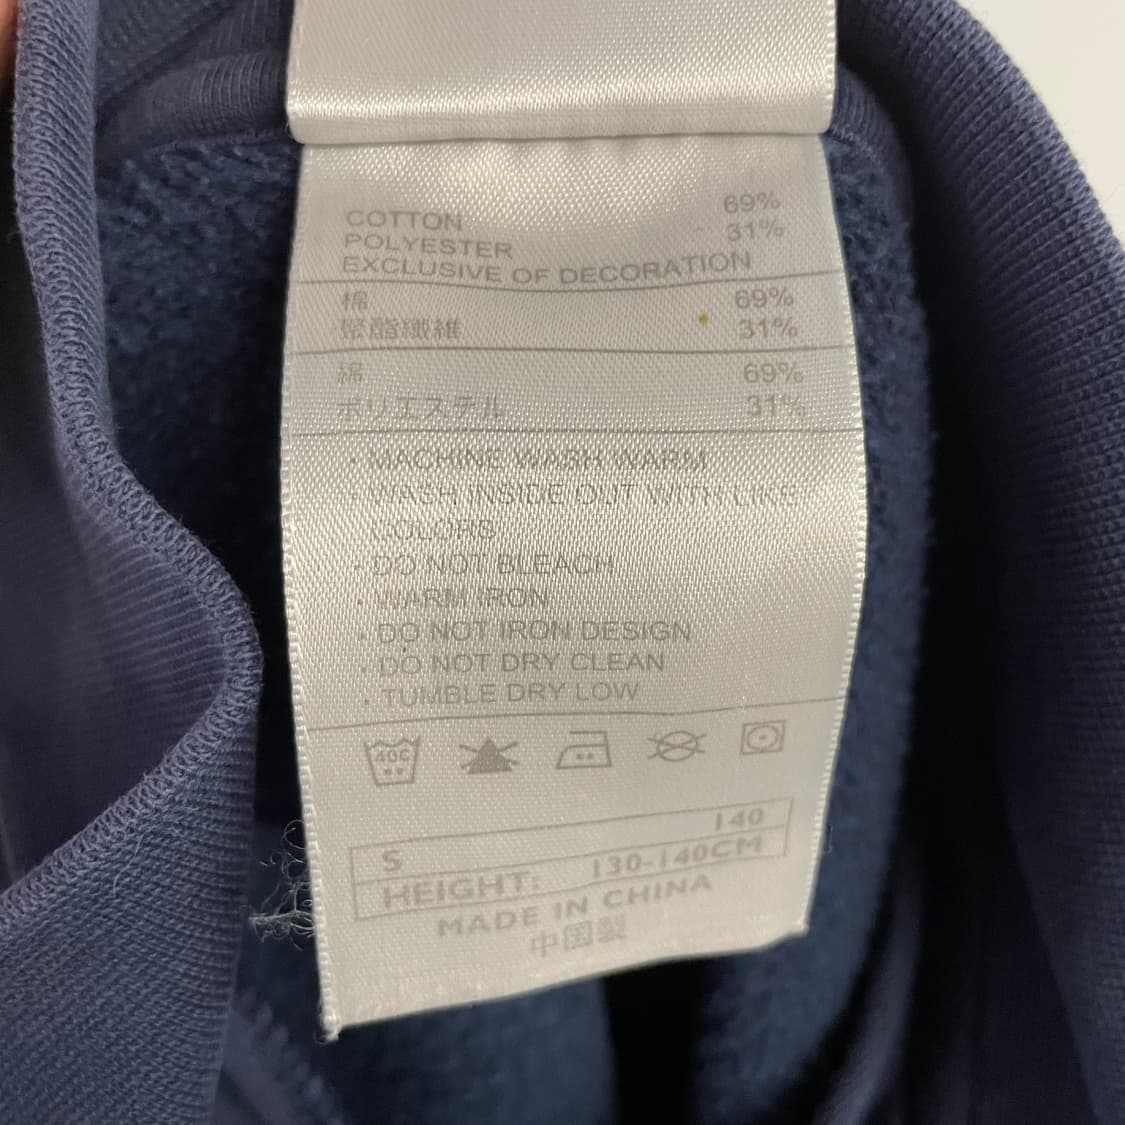 COTTON 69%
POLYESTER 31%
EXCLUSIVE OF DECORATION
棉 69%
聚酯纖維 31%
綿 69%
ポリエステル 31%
· MACHINE WASH WARM
· WASH INSIDE OUT WITH LIKE
COLORS
· DO NOT BLEACH
· WARM IRON
· DO NOT IRON DESIGN
· DO NOT DRY CLEAN
· TUMBLE DRY LOW
S 140
HEIGHT: 130-140CM
MADE IN CHINA
中国製